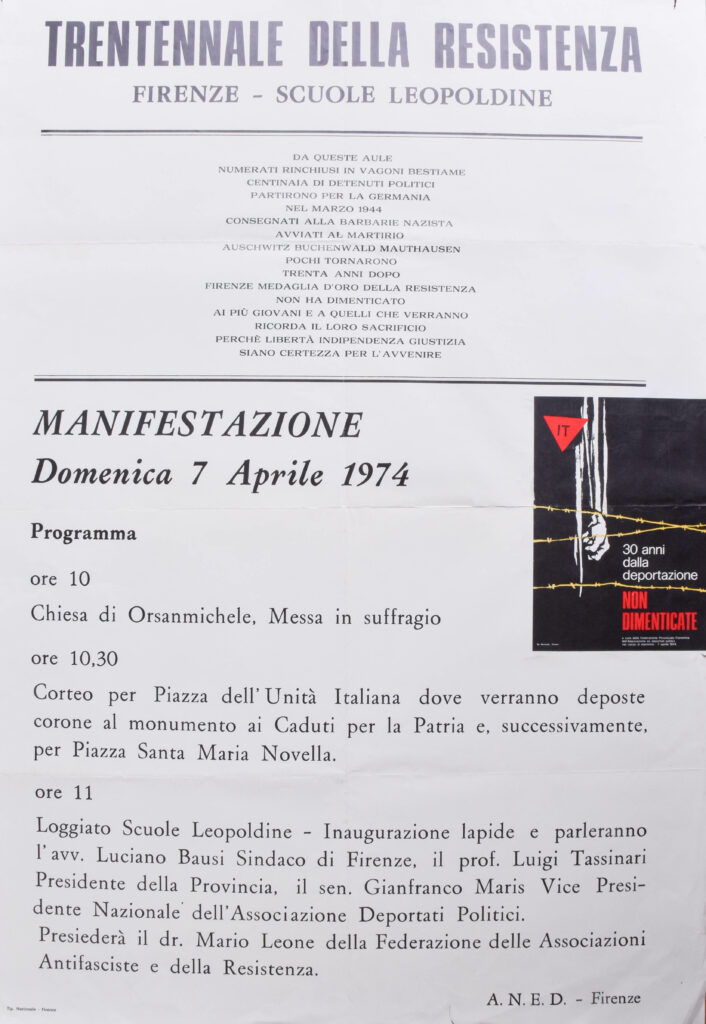 TRENTENNALE DELLA RESISTENZA
FIRENZE - SCUOLE LEOPOLDINE
DA QUESTE AULE
NUMERATI RINCHIUSI IN VAGONI BESTIAME
CENTINAIA DI DETENUTI POLITICI
PARTIRONO PER LA GERMANIA
NEL MARZO 1944
CONSEGNATI ALLA BARBARIE NAZISTA
AVVIATI AL MARTIRIO
AUSCHWITZ BUCHENWALD MAUTHAUSEN
POCHI TORNARONO
TRENTA ANNI DOPO
FIRENZE MEDAGLIA D'ORO DELLA RESISTENZA
NON HA DIMENTICATO
AI PIÙ GIOVANI E A QUELLI CHE VERRANNO
RICORDA IL LORO SACRIFICIO
PERCHÈ LIBERTÀ INDIPENDENZA GIUSTIZIA
SIANO CERTEZZA PER L'AVVENIRE
MANIFESTAZIONE
Domenica 7 Aprile 1974
IT
30 anni
dalla
deportazione
NON
DIMENTICATE
Programma
ore 10
Chiesa di Orsanmichele, Messa in suffragio
ore 10,30
Corteo per Piazza dell'Unità Italiana dove verranno deposte
corone al monumento ai Caduti per la Patria e, successivamente,
per Piazza Santa Maria Novella.
ore 11
Loggiato Scuole Leopoldine - Inaugurazione lapide e parleranno
l'avv. Luciano Bausi Sindaco di Firenze, il prof. Luigi Tassinari
Presidente della Provincia, il sen. Gianfranco Maris Vice Presi-
dente Nazionale dell'Associazione Deportati Politici.
Presiederà il dr. Mario Leone della Federazione delle Associazioni
Antifasciste e della Resistenza.
A. N. E. D. - Firenze
Tip. Nazionale - Firenze